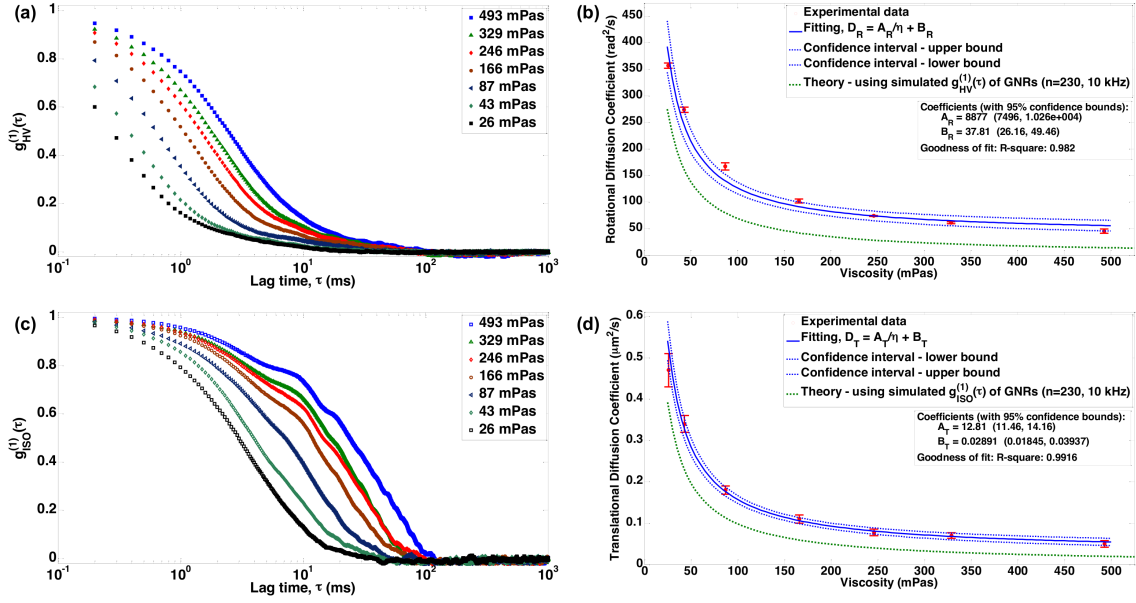 (a)
g_HV^(1)(τ)
1
0.8
0.6
0.4
0.2
0
493 mPas
329 mPas
246 mPas
166 mPas
87 mPas
43 mPas
26 mPas
10^-1
10^0
10^1
10^2
10^3
Lag time, τ (ms)
(b)
Rotational Diffusion Coefficient (rad^2/s)
450
400
350
300
250
200
150
100
50
0
Experimental data
Fitting, D_R = A_R/η + B_R
Confidence interval - upper bound
Confidence interval - lower bound
Theory - using simulated g_HV^(1)(τ) of GNRs (n=230, 10 kHz)
Coefficients (with 95% confidence bounds):
A_R = 8877 (7496, 1.026e+004)
B_R = 37.81 (26.16, 49.46)
Goodness of fit: R-square: 0.982
0 50 100 150 200 250 300 350 400 450 500
Viscosity (mPas)
(c)
g_ISO^(1)(τ)
1
0.8
0.6
0.4
0.2
0
493 mPas
329 mPas
246 mPas
166 mPas
87 mPas
43 mPas
26 mPas
10^-1
10^0
10^1
10^2
10^3
Lag time, τ (ms)
(d)
Translational Diffusion Coefficient (μm^2/s)
0.6
0.5
0.4
0.3
0.2
0.1
0
Experimental data
Fitting, D_T = A_T/η + B_T
Confidence interval - lower bound
Confidence interval - upper bound
Theory - using simulated g_ISO^(1)(τ) of GNRs (n=230, 10 kHz)
Coefficients (with 95% confidence bounds):
A_T = 12.81 (11.46, 14.16)
B_T = 0.02891 (0.01845, 0.03937)
Goodness of fit: R-square: 0.9916
0 50 100 150 200 250 300 350 400 450 500
Viscosity (mPas)